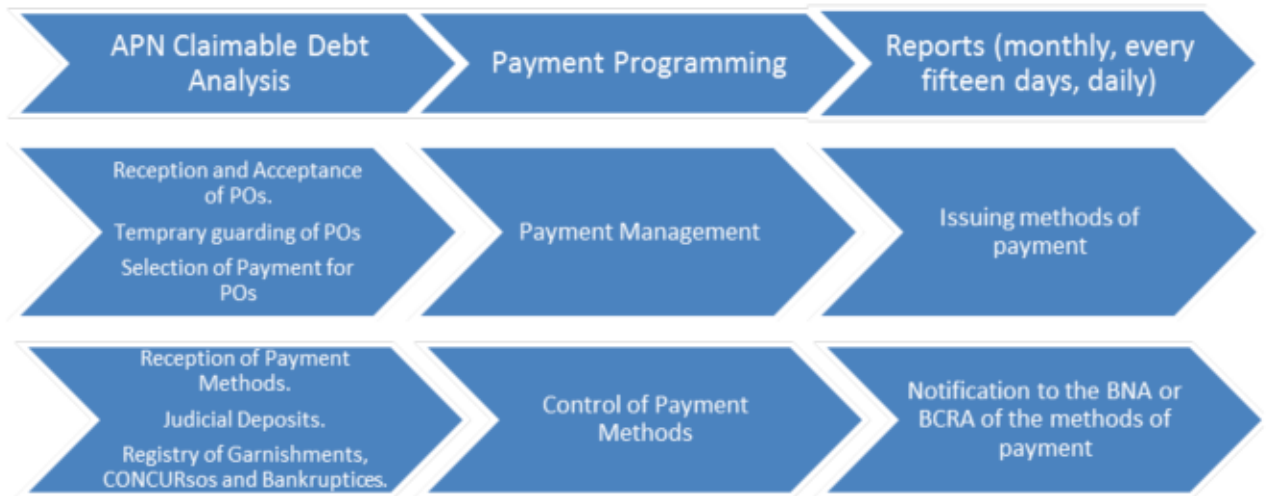 APN Claimable Debt
Analysis
Payment Programming
Reports (monthly, every
fifteen days, daily)
Reception and Acceptance
of POs.
Temprary guarding of POs
Selection of Payment for
POs
Payment Management
Issuing methods of
payment
Reception of Payment
Methods.
Judicial Deposits.
Registry of Garnishments,
CONCURsos and Bankruptices.
Control of Payment
Methods
Notification to the BNA or
BCRA of the methods of
payment